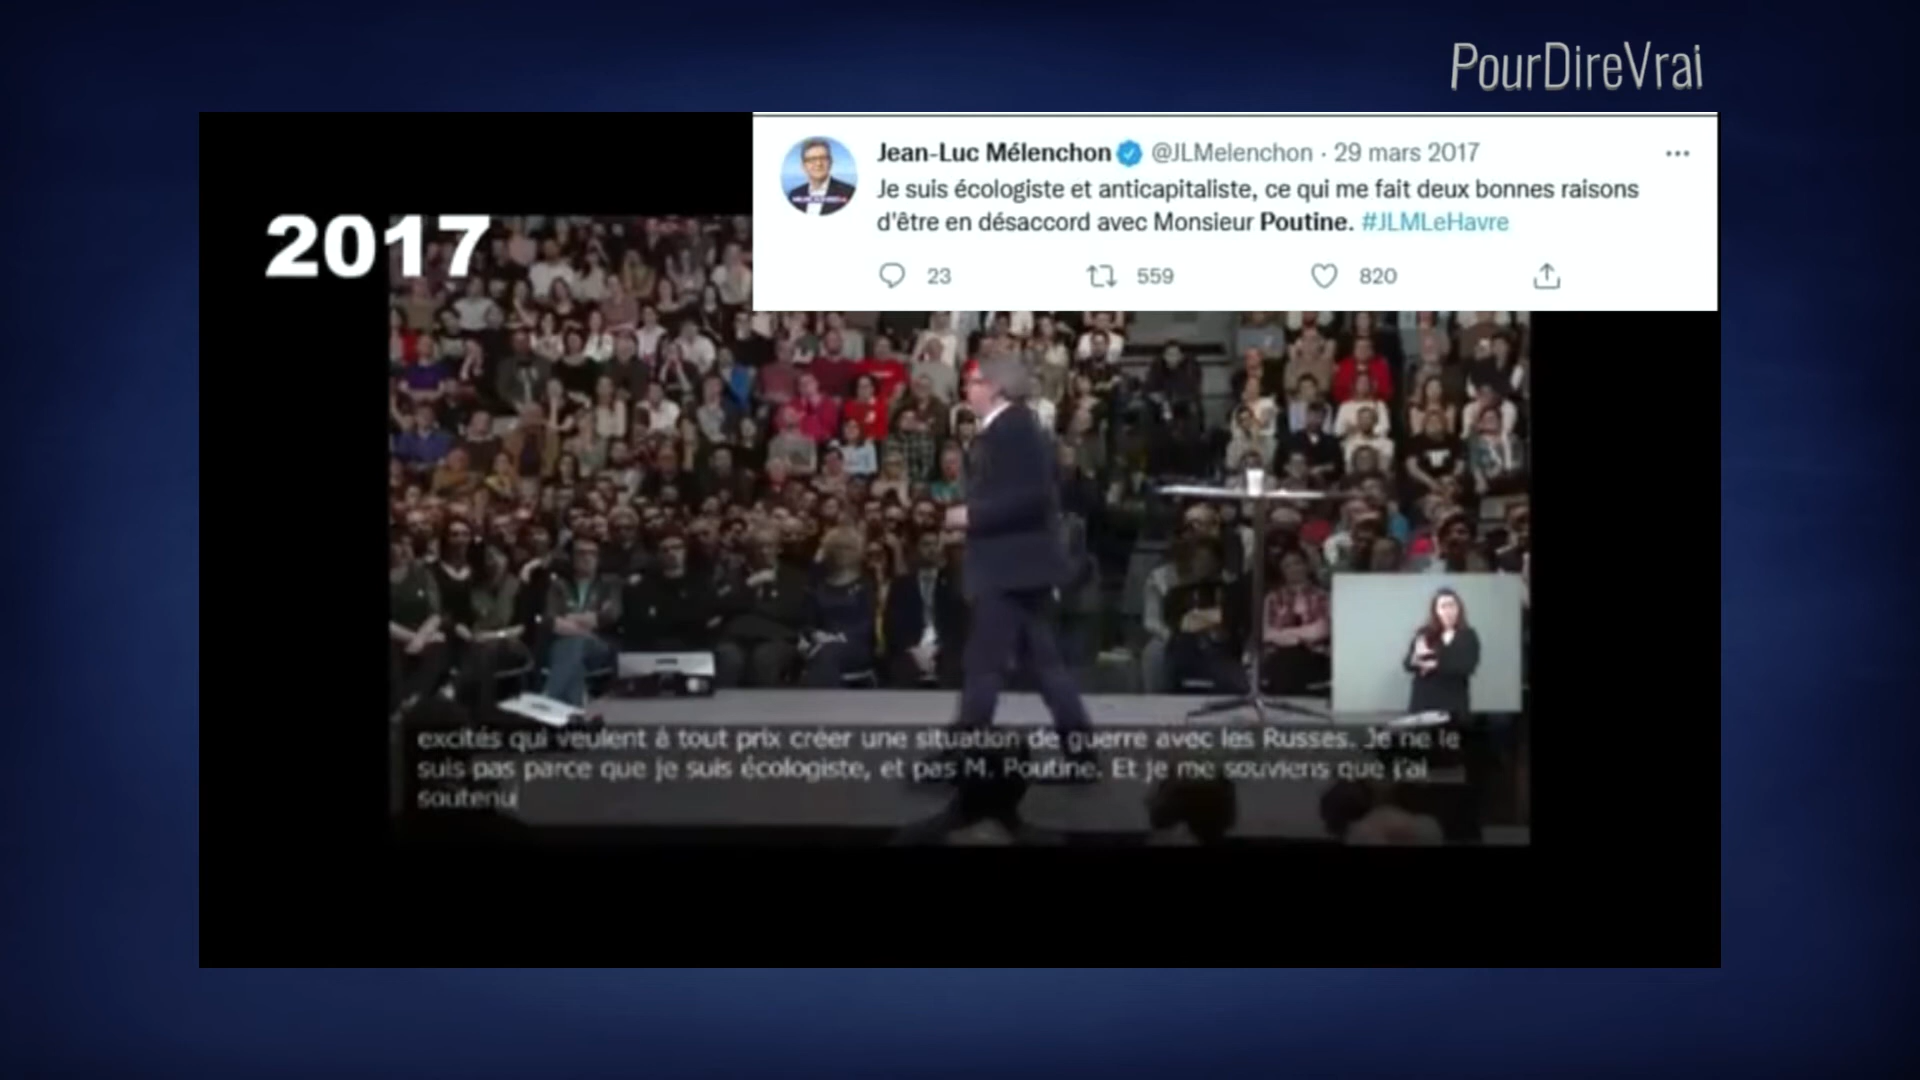 PourDireVrai
Jean-Luc Mélenchon @JLMelenchon · 29 mars 2017
Je suis écologiste et anticapitaliste, ce qui me fait deux bonnes raisons
d'être en désaccord avec Monsieur Poutine. #JLMLeHavre
23 559 820
2017
excités qui veulent à tout prix créer une situation de guerre avec les Russes. Je ne le
suis pas parce que je suis écologiste, et pas M. Poutine. Et je me souviens que j'ai
soutenu